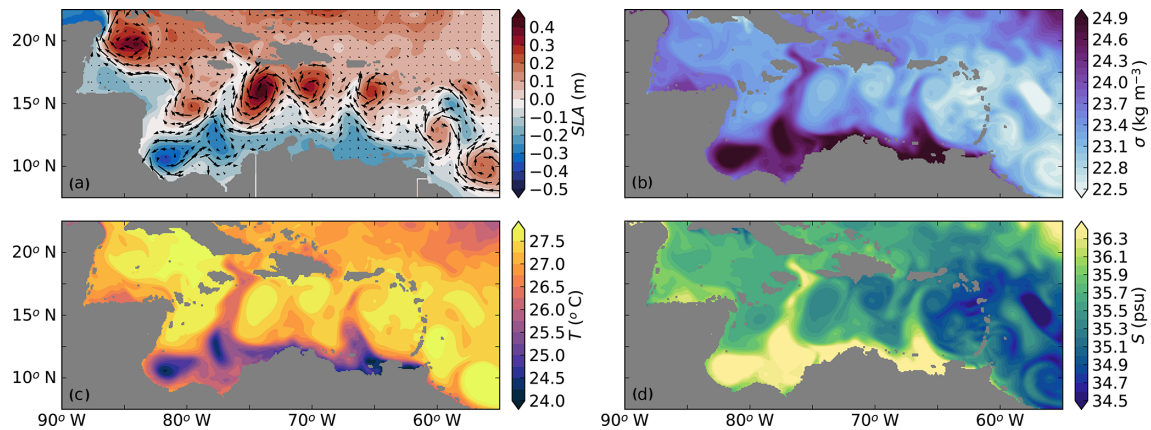 20° N
15° N
10° N
(a)
0.4
0.3
0.2
0.1
0.0
−0.1
−0.2
−0.3
−0.4
−0.5
SLA (m)
(b)
24.9
24.6
24.3
24.0
23.7
23.4
23.1
22.8
22.5
σ (kg m⁻³)
20° N
15° N
10° N
90° W
80° W
70° W
60° W
(c)
27.5
27.0
26.5
26.0
25.5
25.0
24.5
24.0
T (° C)
90° W
80° W
70° W
60° W
(d)
36.3
36.1
35.9
35.7
35.5
35.3
35.1
34.9
34.7
34.5
S (psu)